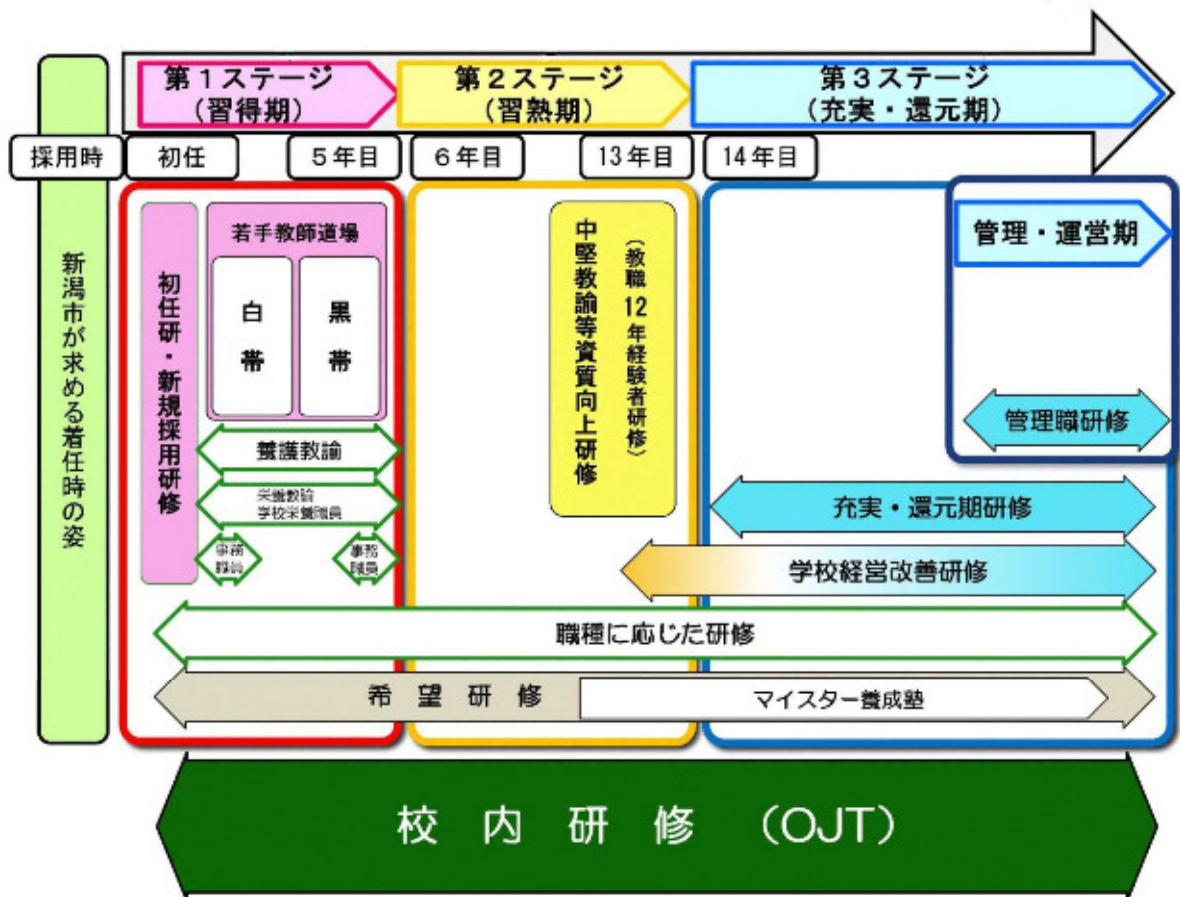 第1ステージ
(習得期)
第2ステージ
(習熟期)
第3ステージ
(充実・還元期)
採用時
初任
5年目
6年目
13年目
14年目
新潟市が求める着任時の姿
初任研・新規採用研修
若手教師道場
白帯
黒帯
養護教諭
栄養教諭
学校栄養職員
事務
職員
事務
職員
中堅教諭等資質向上研修
(教職12年経験者研修)
管理・運営期
管理職研修
充実・還元期研修
学校経営改善研修
職種に応じた研修
希望研修
マイスター養成塾
校内研修(OJT)